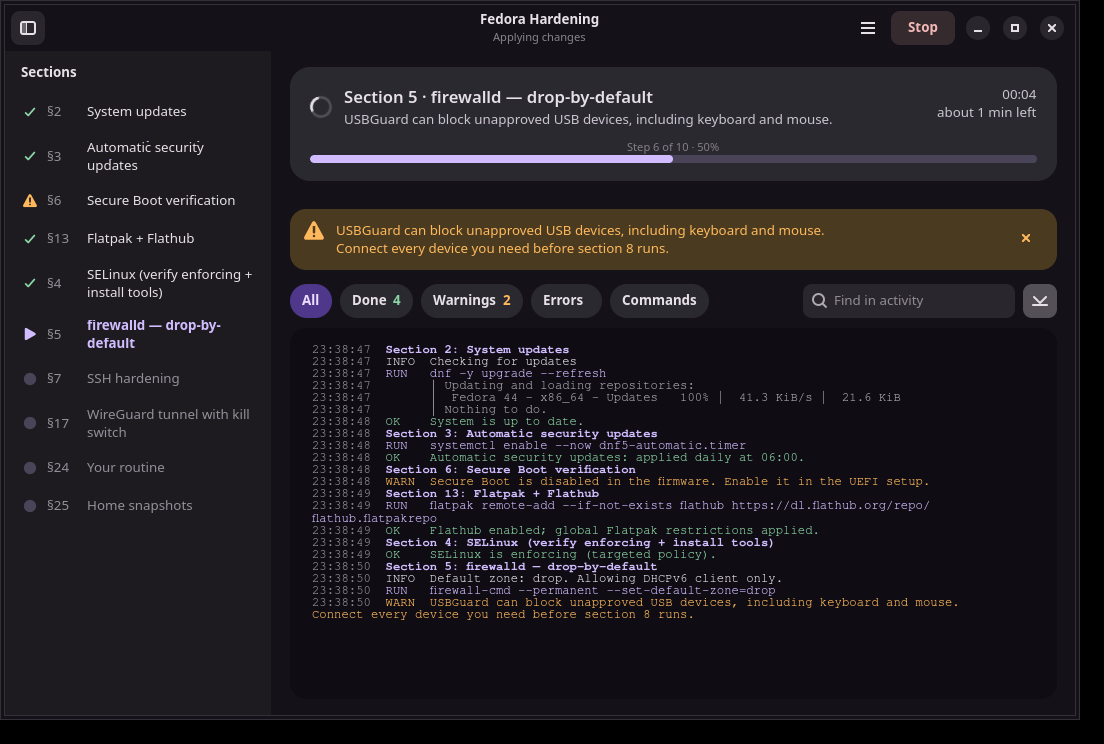 Fedora Hardening
Applying changes
Stop
Sections
§2 System updates
§3 Automatic security
updates
§6 Secure Boot verification
§13 Flatpak + Flathub
§4 SELinux (verify enforcing +
install tools)
§5 firewalld — drop-by-
default
§7 SSH hardening
§17 WireGuard tunnel with kill
switch
§24 Your routine
§25 Home snapshots
Section 5 · firewalld — drop-by-default
USBGuard can block unapproved USB devices, including keyboard and mouse.
00:04
about 1 min left
Step 6 of 10 · 50%
USBGuard can block unapproved USB devices, including keyboard and mouse.
Connect every device you need before section 8 runs.
All Done 4 Warnings 2 Errors Commands Find in activity
23:38:47 Section 2: System updates
23:38:47 INFO Checking for updates
23:38:47 RUN dnf -y upgrade --refresh
23:38:47 │ Updating and loading repositories:
23:38:47 │ Fedora 44 - x86_64 - Updates 100% | 41.3 KiB/s | 21.6 KiB
23:38:47 │ Nothing to do.
23:38:48 OK System is up to date.
23:38:48 Section 3: Automatic security updates
23:38:48 RUN systemctl enable --now dnf5-automatic.timer
23:38:48 OK Automatic security updates: applied daily at 06:00.
23:38:48 Section 6: Secure Boot verification
23:38:48 WARN Secure Boot is disabled in the firmware. Enable it in the UEFI setup.
23:38:49 Section 13: Flatpak + Flathub
23:38:49 RUN flatpak remote-add --if-not-exists flathub https://dl.flathub.org/repo/
flathub.flatpakrepo
23:38:49 OK Flathub enabled; global Flatpak restrictions applied.
23:38:49 Section 4: SELinux (verify enforcing + install tools)
23:38:49 OK SELinux is enforcing (targeted policy).
23:38:50 Section 5: firewalld — drop-by-default
23:38:50 INFO Default zone: drop. Allowing DHCPv6 client only.
23:38:50 RUN firewall-cmd --permanent --set-default-zone=drop
23:38:50 WARN USBGuard can block unapproved USB devices, including keyboard and mouse.
Connect every device you need before section 8 runs.